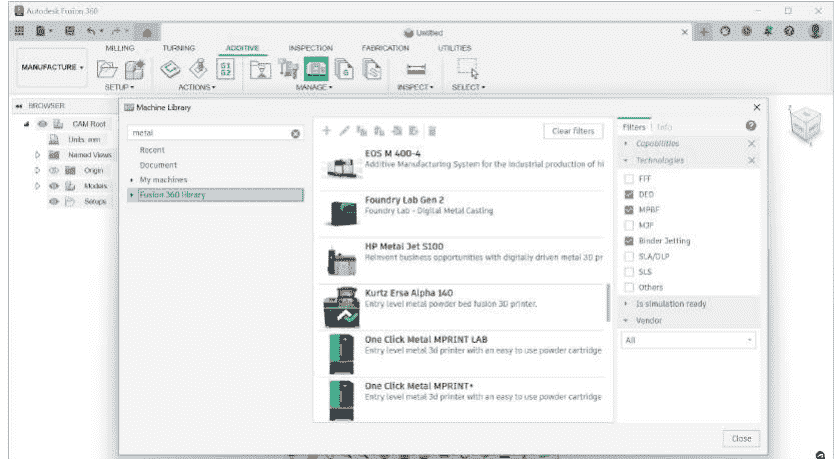 Autodesk Fusion 360
Untitled
MILLING TURNING ADDITIVE INSPECTION FABRICATION UTILITIES
MANUFACTURE
G1
G2
G
SETUP ACTIONS MANAGE INSPECT SELECT
BROWSER
CAM Root
Units: mm
Named Views
Origin
Models
Setups
Machine Library
metal
Recent
Document
My machines
Fusion 360 library
Clear filters
EOS M 400-4
Additive Manufacturing System for the industrial production of hi
Foundry Lab Gen 2
Foundry Lab - Digital Metal Casting
HP Metal Jet S100
Reinvent business opportunities with digitally driven metal 3D pr
Kurtz Ersa Alpha 140
Entry level metal powder bed fusion 3D printer.
One Click Metal MPRINT LAB
Entry level metal 3d printer with an easy to use powder cartridge
One Click Metal MPRINT+
Entry level metal 3d printer with an easy to use powder cartridge
Filters Info
Capabilities
Technologies
FFF
DED
MPBF
MJF
Binder Jetting
SLA/DLP
SLS
Others
Is simulation ready
Vendor
All
Close